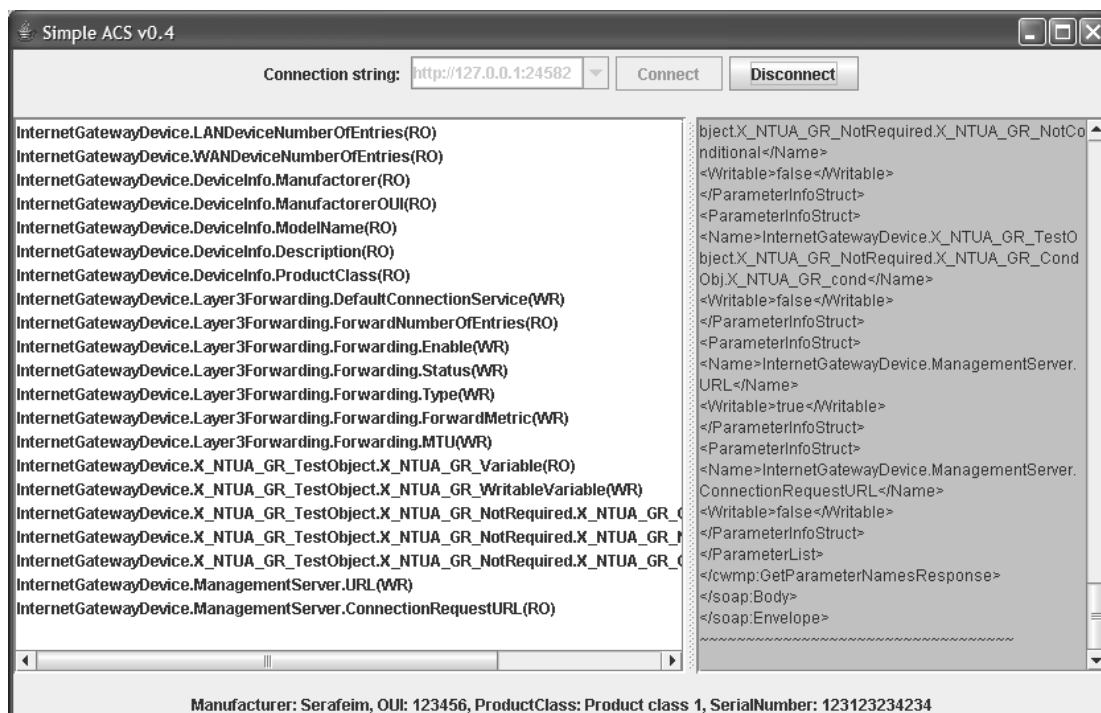 Simple ACS v0.4
Connection string: http://127.0.0.1:24582 Connect Disconnect
InternetGatewayDevice.LANDeviceNumberOfEntries(RO)
InternetGatewayDevice.WANDeviceNumberOfEntries(RO)
InternetGatewayDevice.DeviceInfo.Manufactorer(RO)
InternetGatewayDevice.DeviceInfo.ManufactorerOUI(RO)
InternetGatewayDevice.DeviceInfo.ModelName(RO)
InternetGatewayDevice.DeviceInfo.Description(RO)
InternetGatewayDevice.DeviceInfo.ProductClass(RO)
InternetGatewayDevice.Layer3Forwarding.DefaultConnectionService(WR)
InternetGatewayDevice.Layer3Forwarding.ForwardNumberOfEntries(RO)
InternetGatewayDevice.Layer3Forwarding.Forwarding.Enable(WR)
InternetGatewayDevice.Layer3Forwarding.Forwarding.Status(WR)
InternetGatewayDevice.Layer3Forwarding.Forwarding.Type(WR)
InternetGatewayDevice.Layer3Forwarding.Forwarding.ForwardMetric(WR)
InternetGatewayDevice.Layer3Forwarding.Forwarding.MTU(WR)
InternetGatewayDevice.X_NTUA_GR_TestObject.X_NTUA_GR_Variable(RO)
InternetGatewayDevice.X_NTUA_GR_TestObject.X_NTUA_GR_WritableVariable(WR)
InternetGatewayDevice.X_NTUA_GR_TestObject.X_NTUA_GR_NotRequired.X_NTUA_GR_
InternetGatewayDevice.X_NTUA_GR_TestObject.X_NTUA_GR_NotRequired.X_NTUA_GR_
InternetGatewayDevice.X_NTUA_GR_TestObject.X_NTUA_GR_NotRequired.X_NTUA_GR_
InternetGatewayDevice.ManagementServer.URL(WR)
InternetGatewayDevice.ManagementServer.ConnectionRequestURL(RO)
bject.X_NTUA_GR_NotRequired.X_NTUA_GR_NotCo
nditional</Name>
<Writable>false</Writable>
</ParameterInfoStruct>
<ParameterInfoStruct>
<Name>InternetGatewayDevice.X_NTUA_GR_TestO
bject.X_NTUA_GR_NotRequired.X_NTUA_GR_Cond
Obj.X_NTUA_GR_cond</Name>
<Writable>false</Writable>
</ParameterInfoStruct>
<ParameterInfoStruct>
<Name>InternetGatewayDevice.ManagementServer.
URL</Name>
<Writable>true</Writable>
</ParameterInfoStruct>
<ParameterInfoStruct>
<Name>InternetGatewayDevice.ManagementServer.
ConnectionRequestURL</Name>
<Writable>false</Writable>
</ParameterInfoStruct>
</ParameterList>
</cwmp:GetParameterNamesResponse>
</soap:Body>
</soap:Envelope>
~~~~~~~~~~~~~~~~~~~~~~~~~~~~~~~~~~
Manufacturer: Serafeim, OUI: 123456, ProductClass: Product class 1, SerialNumber: 123123234234